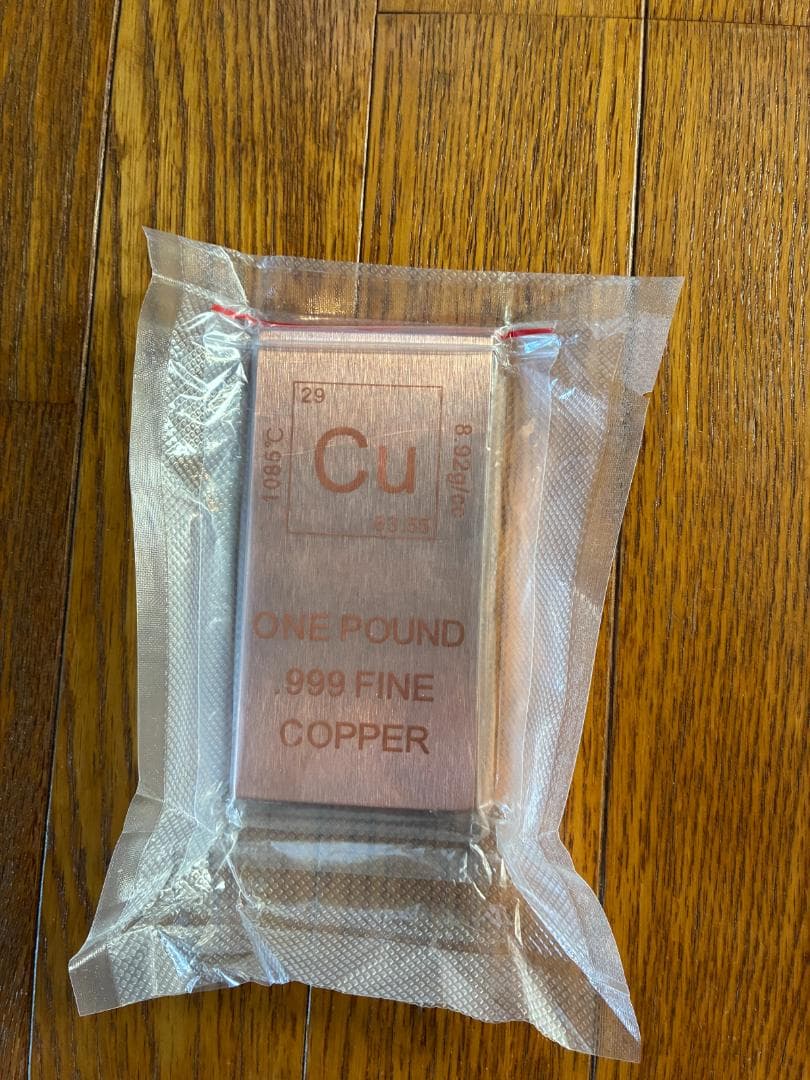 29
Cu
63.55
1085°C
8.92g/cc
ONE POUND
.999 FINE
COPPER